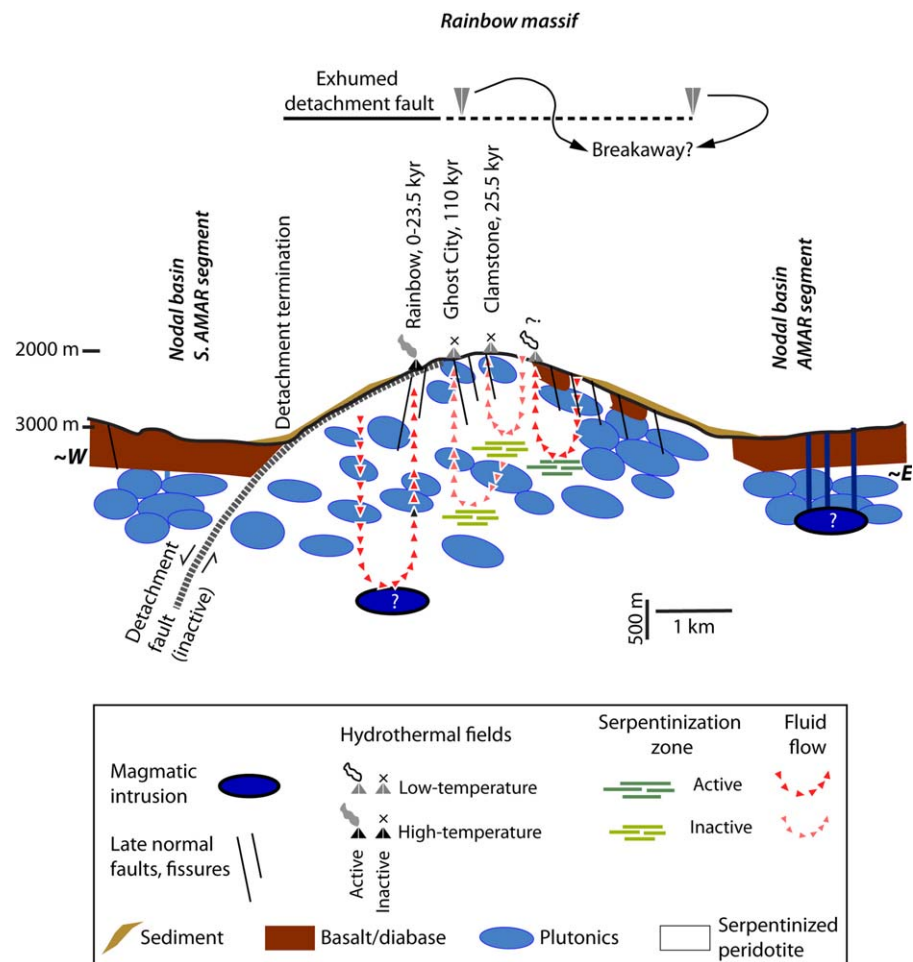 Rainbow massif
Exhumed
detachment fault
Breakaway?
Nodal basin
S. AMAR segment
Detachment termination
Rainbow, 0-23.5 kyr
Ghost City, 110 kyr
Clamstone, 25.5 kyr
?
Nodal basin
AMAR segment
2000 m
3000 m
~W
~E
?
?
Detachment
fault
(inactive)
500 m
1 km
Magmatic
intrusion
Late normal
faults, fissures
Hydrothermal fields
Low-temperature
High-temperature
Active
Inactive
Serpentinization
zone
Active
Inactive
Fluid
flow
Sediment
Basalt/diabase
Plutonics
Serpentinized
peridotite